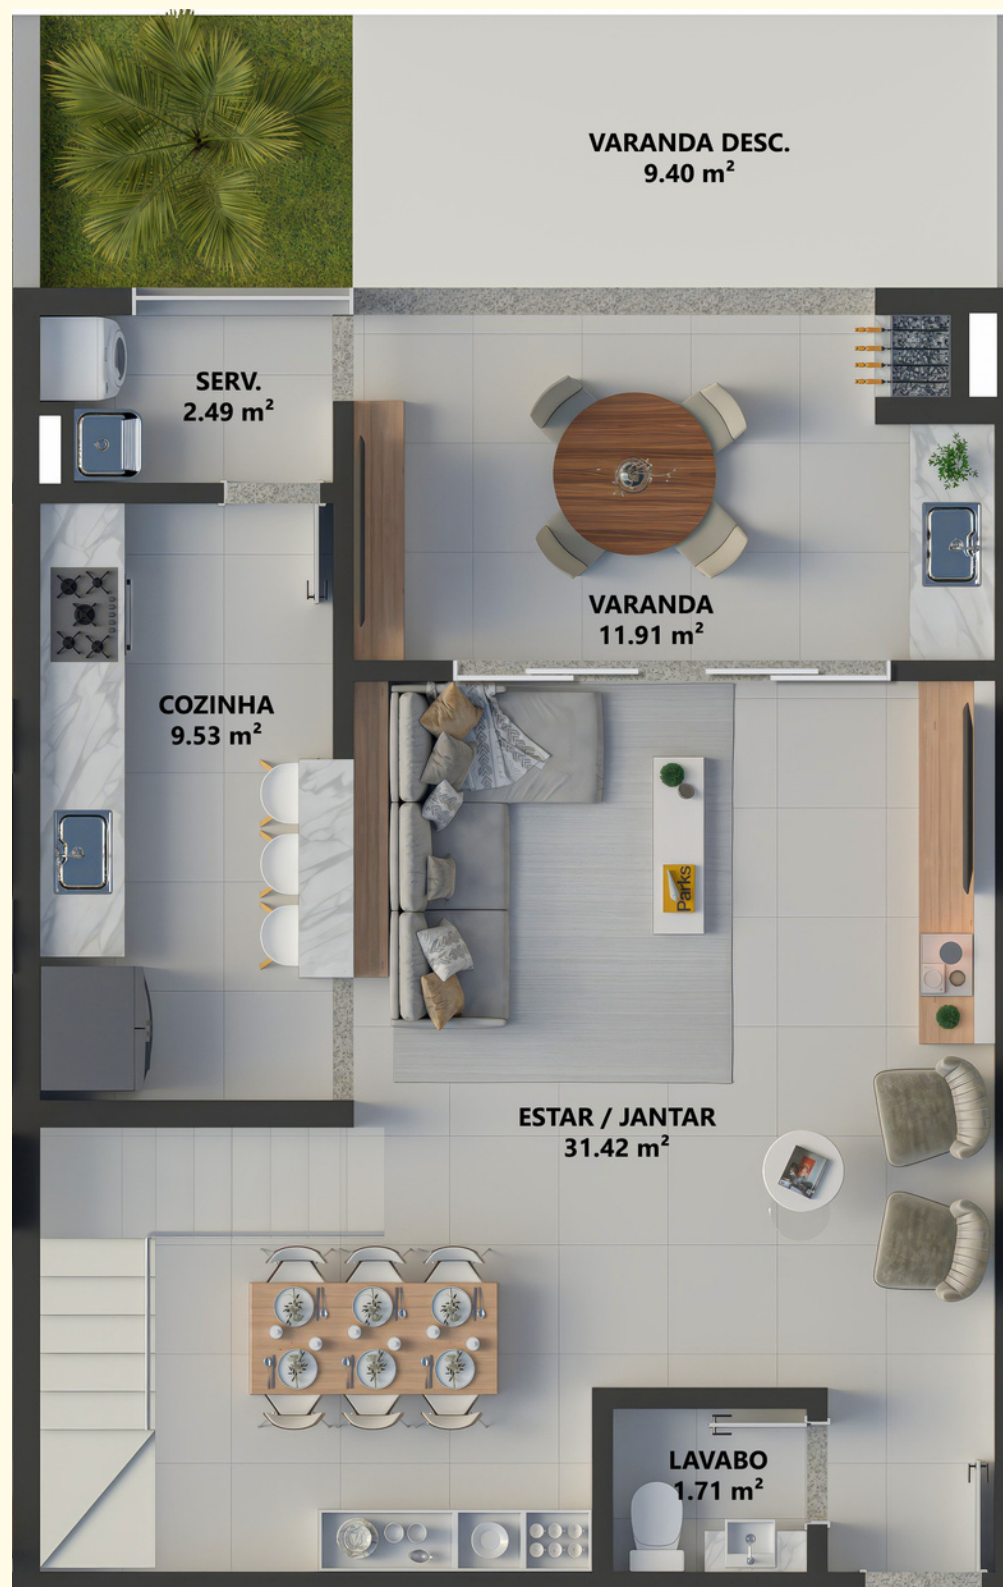 VARANDA DESC.
9.40 m²
SERV.
2.49 m²
VARANDA
11.91 m²
COZINHA
9.53 m²
Parks
ESTAR / JANTAR
31.42 m²
LAVABO
1.71 m²